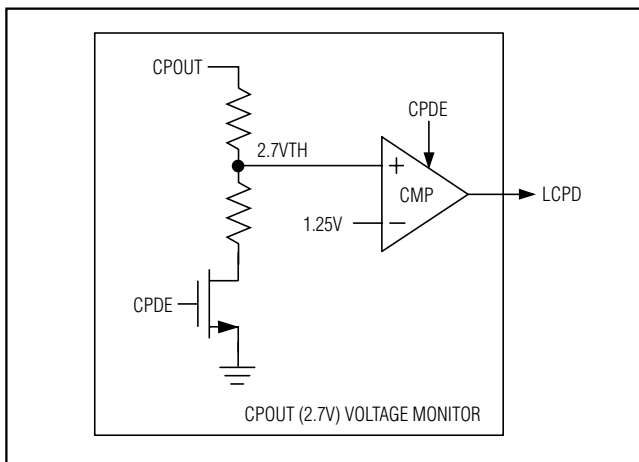 CPOUT
CPDE
2.7VTH
+
CMP
LCPD
1.25V
−
CPDE
CPOUT (2.7V) VOLTAGE MONITOR